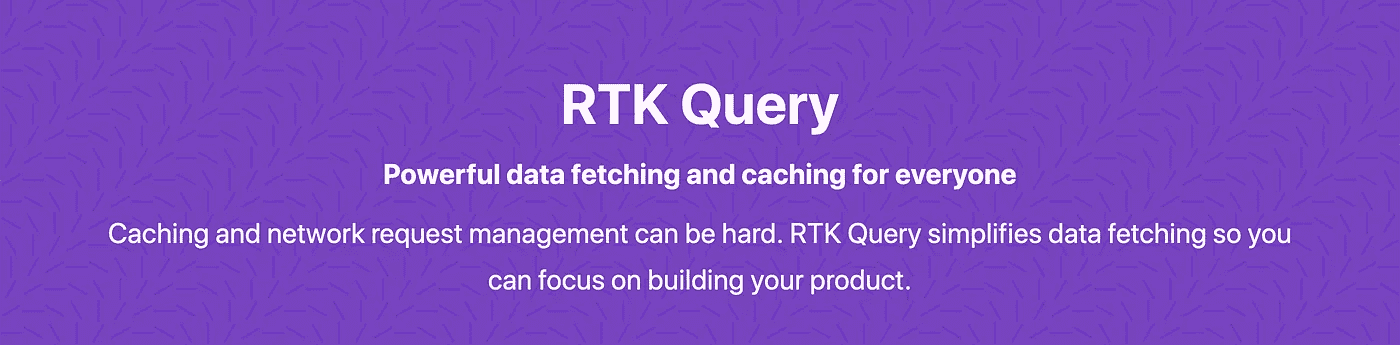 RTK Query
Powerful data fetching and caching for everyone
Caching and network request management can be hard. RTK Query simplifies data fetching so you
can focus on building your product.